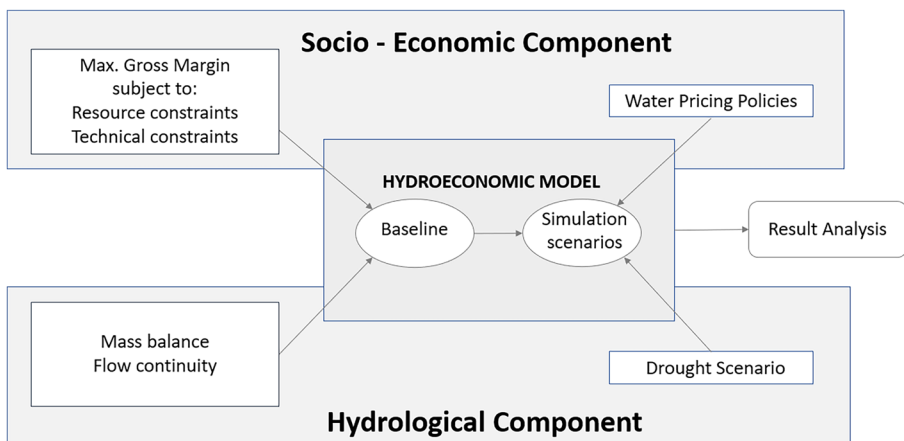 Socio - Economic Component
Max. Gross Margin
subject to:
Resource constraints
Technical constraints
Water Pricing Policies
HYDROECONOMIC MODEL
Baseline
Simulation
scenarios
Result Analysis
Mass balance
Flow continuity
Drought Scenario
Hydrological Component